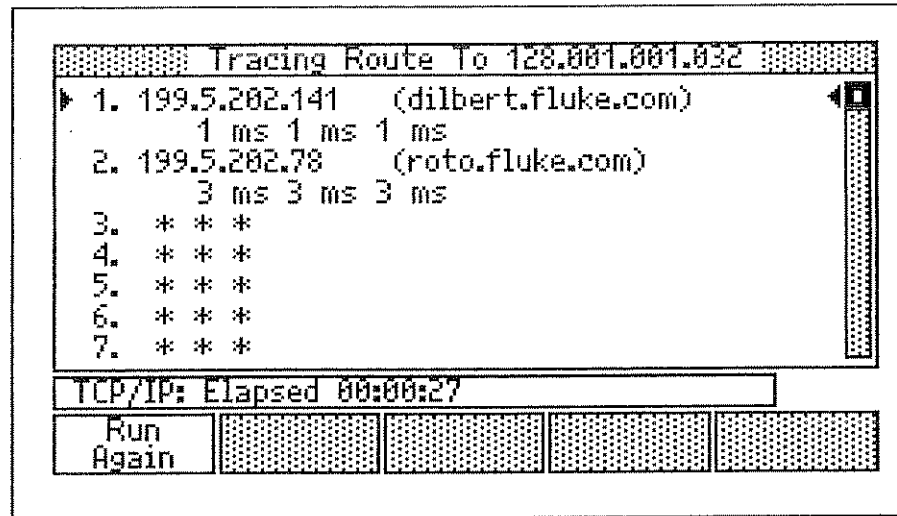 Tracing Route To 128.001.001.032
1. 199.5.202.141 (dilbert.fluke.com)
1 ms 1 ms 1 ms
2. 199.5.202.78 (roto.fluke.com)
3 ms 3 ms 3 ms
3. * * *
4. * * *
5. * * *
6. * * *
7. * * *
TCP/IP: Elapsed 00:00:27
Run
Again